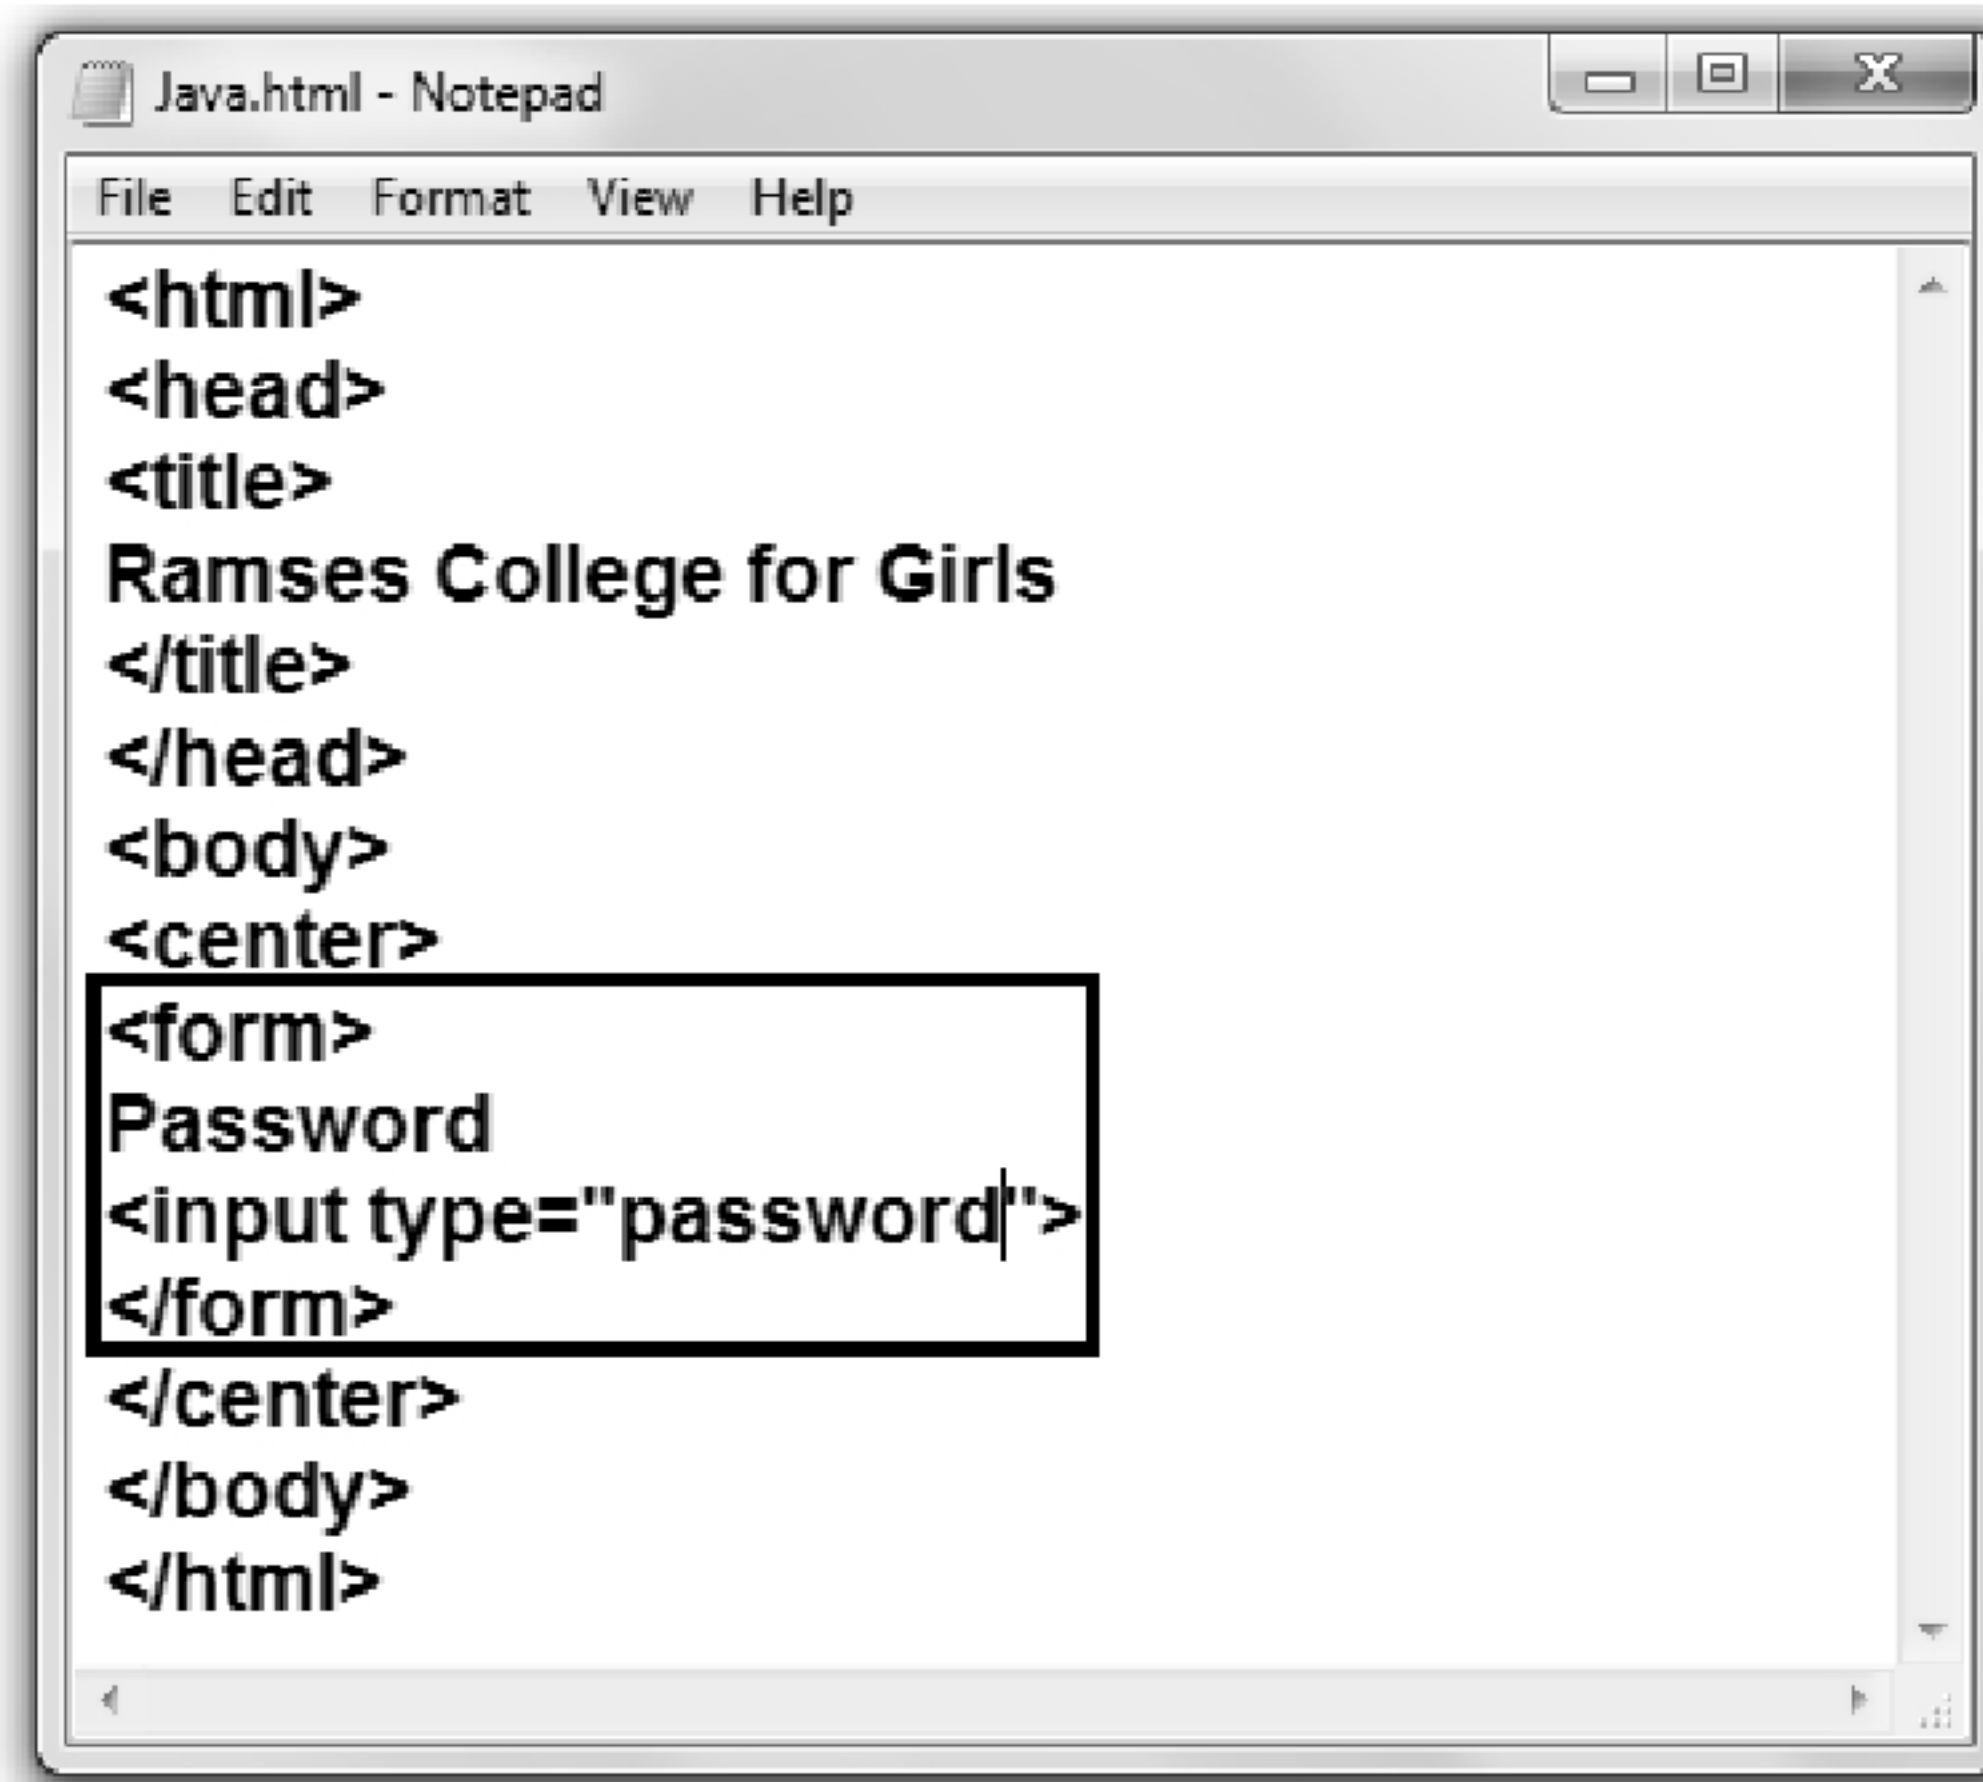 Java.html - Notepad
File Edit Format View Help
<html>
<head>
<title>
Ramses College for Girls
</title>
</head>
<body>
<center>
<form>
Password
<input type="password">
</form>
</center>
</body>
</html>